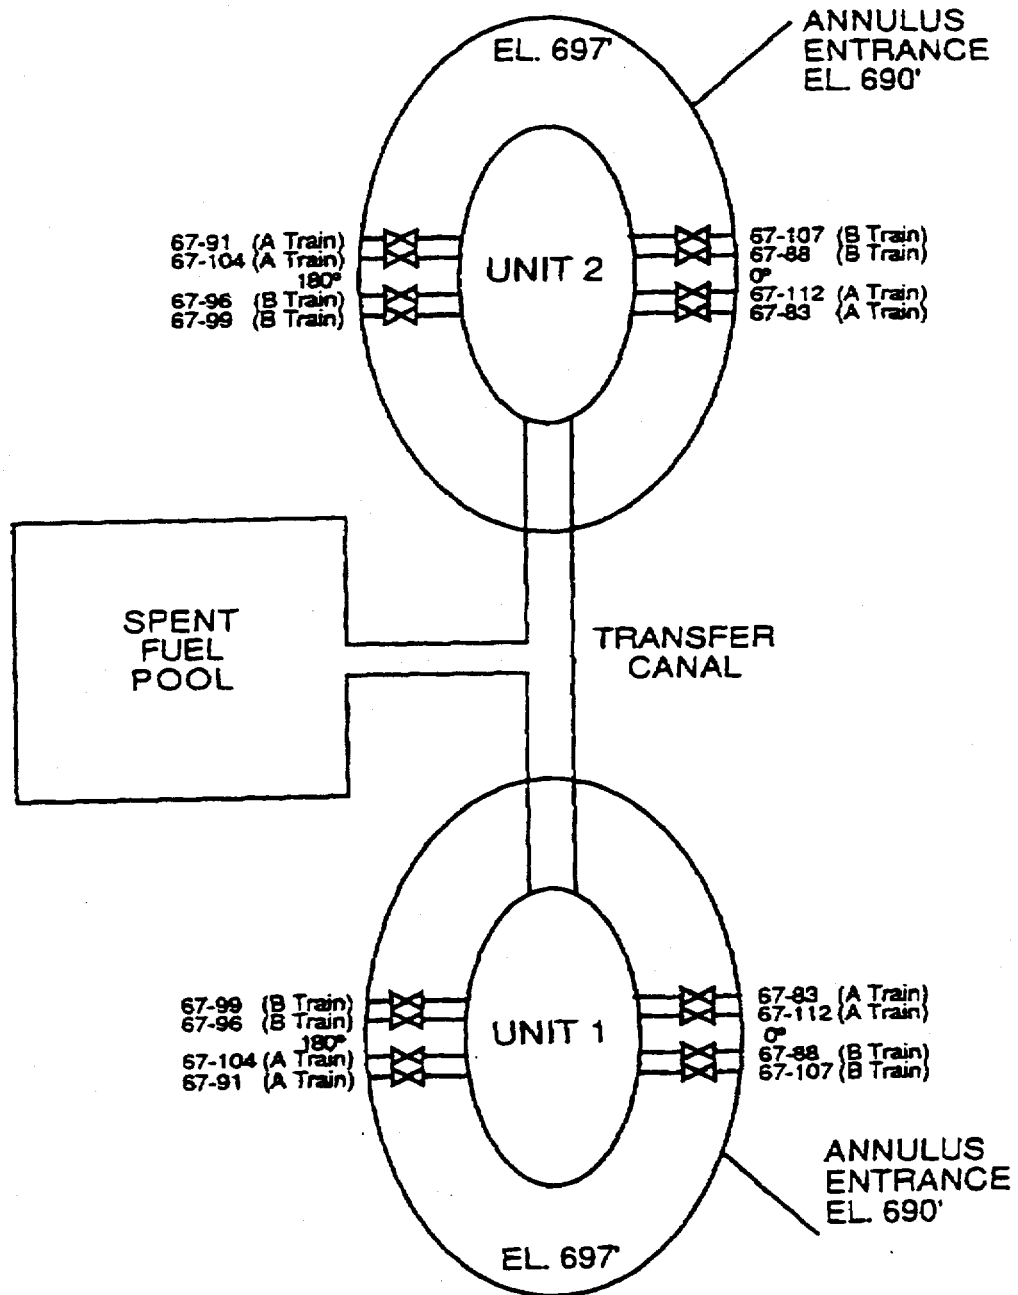 EL. 697'
ANNULUS
ENTRANCE
EL. 690'
67-91 (A Train)
67-104 (A Train)
180°
67-96 (B Train)
67-99 (B Train)
UNIT 2
67-107 (B Train)
67-88 (B Train)
0°
67-112 (A Train)
67-83 (A Train)
SPENT
FUEL
POOL
TRANSFER
CANAL
67-99 (B Train)
67-96 (B Train)
180°
67-104 (A Train)
67-91 (A Train)
UNIT 1
67-83 (A Train)
67-112 (A Train)
0°
67-88 (B Train)
67-107 (B Train)
ANNULUS
ENTRANCE
EL. 690'
EL. 697'